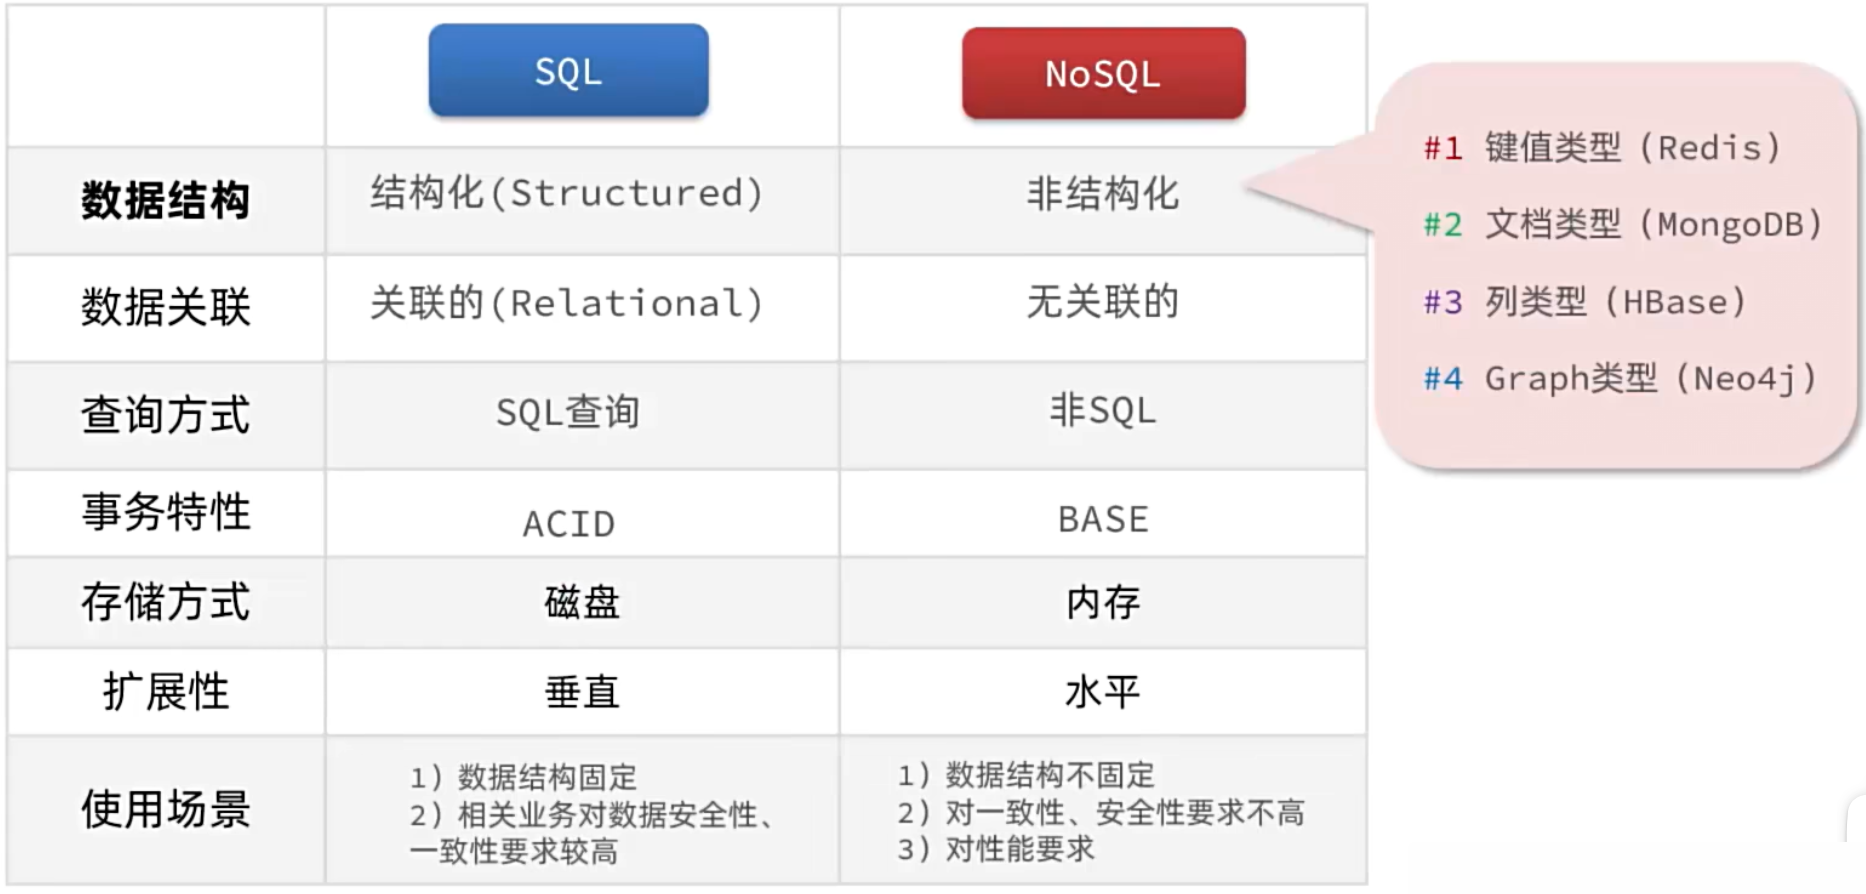 SQL
NoSQL
数据结构
结构化(Structured)
非结构化
数据关联
关联的(Relational)
无关联的
查询方式
SQL查询
非SQL
事务特性
ACID
BASE
存储方式
磁盘
内存
扩展性
垂直
水平
使用场景
1）数据结构固定
2）相关业务对数据安全性、
一致性要求较高
1）数据结构不固定
2）对一致性、安全性要求不高
3）对性能要求
#1 键值类型（Redis）
#2 文档类型（MongoDB）
#3 列类型（HBase）
#4 Graph类型（Neo4j）